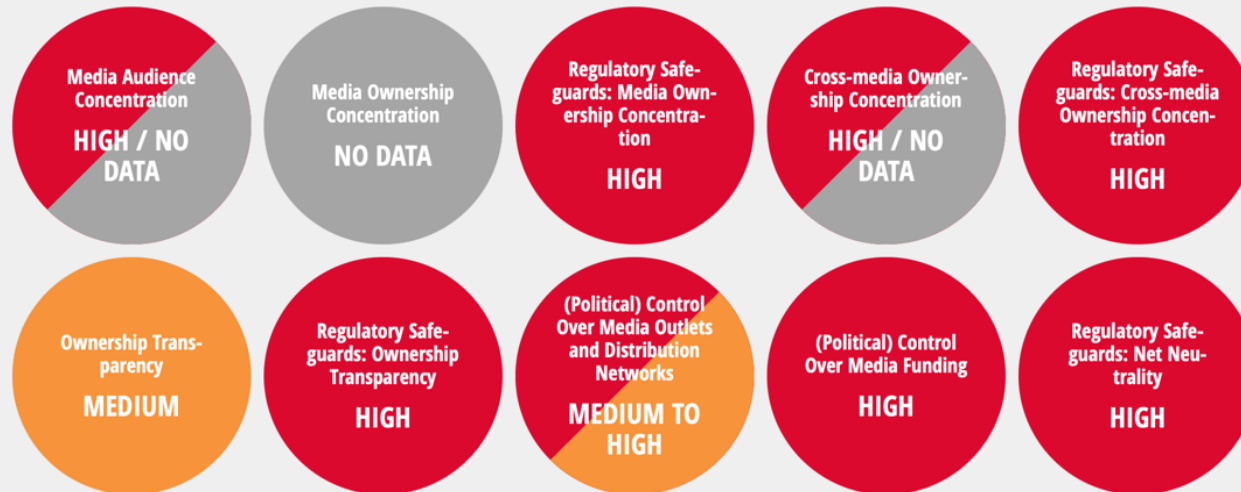 Media Audience
Concentration
HIGH / NO
DATA
Media Ownership
Concentration
NO DATA
Regulatory Safe-
guards: Media Own-
ership Concentra-
tion
HIGH
Cross-media Owner-
ship Concentration
HIGH / NO
DATA
Regulatory Safe-
guards: Cross-media
Ownership Concen-
tration
HIGH
Ownership Trans-
parency
MEDIUM
Regulatory Safe-
guards: Ownership
Transparency
HIGH
(Political) Control
Over Media Outlets
and Distribution
Networks
MEDIUM TO
HIGH
(Political) Control
Over Media Funding
HIGH
Regulatory Safe-
guards: Net Neu-
trality
HIGH